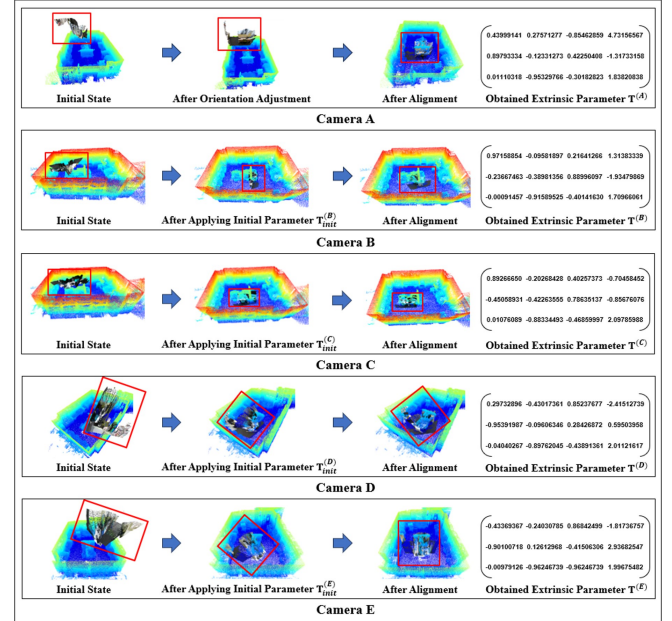 0.43999141 0.27571277 -0.85462859 4.73156567
0.89793334 -0.12331273 0.42250408 -1.31733158
0.01110318 -0.95329766 -0.30182823 1.83820838
Initial State After Orientation Adjustment After Alignment Obtained Extrinsic Parameter T^(A)
Camera A
0.97158854 -0.09581897 0.21641266 1.31383339
-0.23667463 -0.38981356 0.88996097 -1.93479869
-0.00091457 -0.91589525 -0.40141630 1.70966061
Initial State After Applying Initial Parameter T_init^(B) After Alignment Obtained Extrinsic Parameter T^(B)
Camera B
0.89266650 -0.20268428 0.40257373 -0.70458452
-0.45058931 -0.42263555 0.78635137 -0.85676076
0.01076089 -0.88334493 -0.46859997 2.09785988
Initial State After Applying Initial Parameter T_init^(C) After Alignment Obtained Extrinsic Parameter T^(C)
Camera C
0.29732896 -0.43017361 0.85237677 -2.41512739
-0.95391987 -0.09606346 0.28426872 0.59503958
-0.04040267 -0.89762045 -0.43891361 2.01121617
Initial State After Applying Initial Parameter T_init^(D) After Alignment Obtained Extrinsic Parameter T^(D)
Camera D
-0.43369367 -0.24030785 0.86842499 -1.81736757
-0.90100718 0.12612968 -0.41506306 2.93682547
-0.00979126 -0.96246739 -0.96246739 1.99675482
Initial State After Applying Initial Parameter T_init^(E) After Alignment Obtained Extrinsic Parameter T^(E)
Camera E